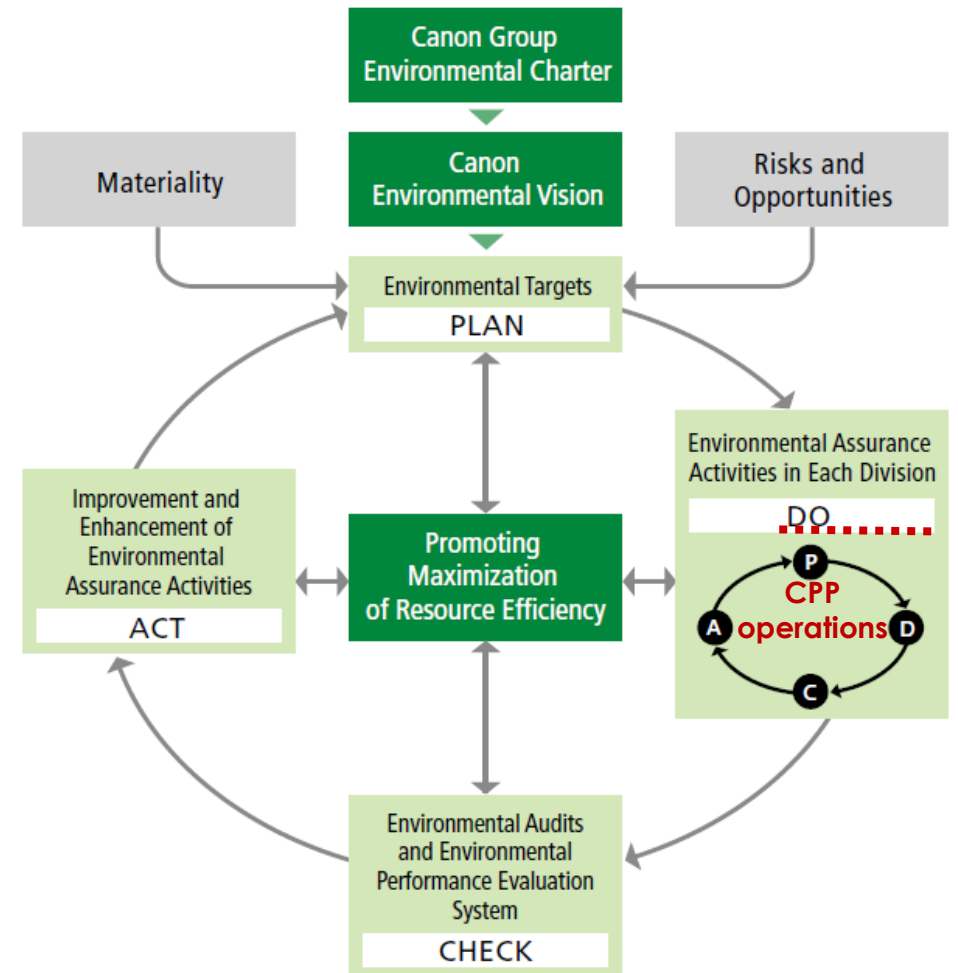 Canon Group
Environmental Charter
Materiality
Canon
Environmental Vision
Risks and
Opportunities
Environmental Targets
PLAN
Environmental Assurance
Activities in Each Division
DO
P
CPP
operations
A
D
C
Improvement and
Enhancement of
Environmental
Assurance Activities
ACT
Promoting
Maximization
of Resource Efficiency
Environmental Audits
and Environmental
Performance Evaluation
System
CHECK